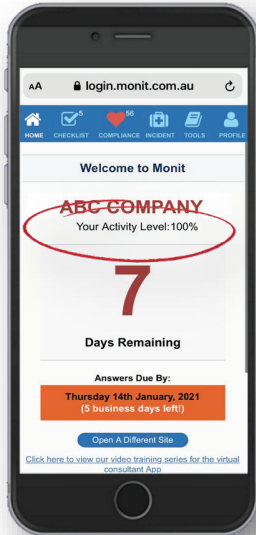 AA login.monit.com.au
5 56
HOME CHECKLIST COMPLIANCE INCIDENT TOOLS PROFILE
Welcome to Monit
ABC COMPANY
Your Activity Level:100%
7
Days Remaining
Answers Due By:
Thursday 14th January, 2021
(5 business days left!)
Open A Different Site
Click here to view our video training series for the virtual
consultant App